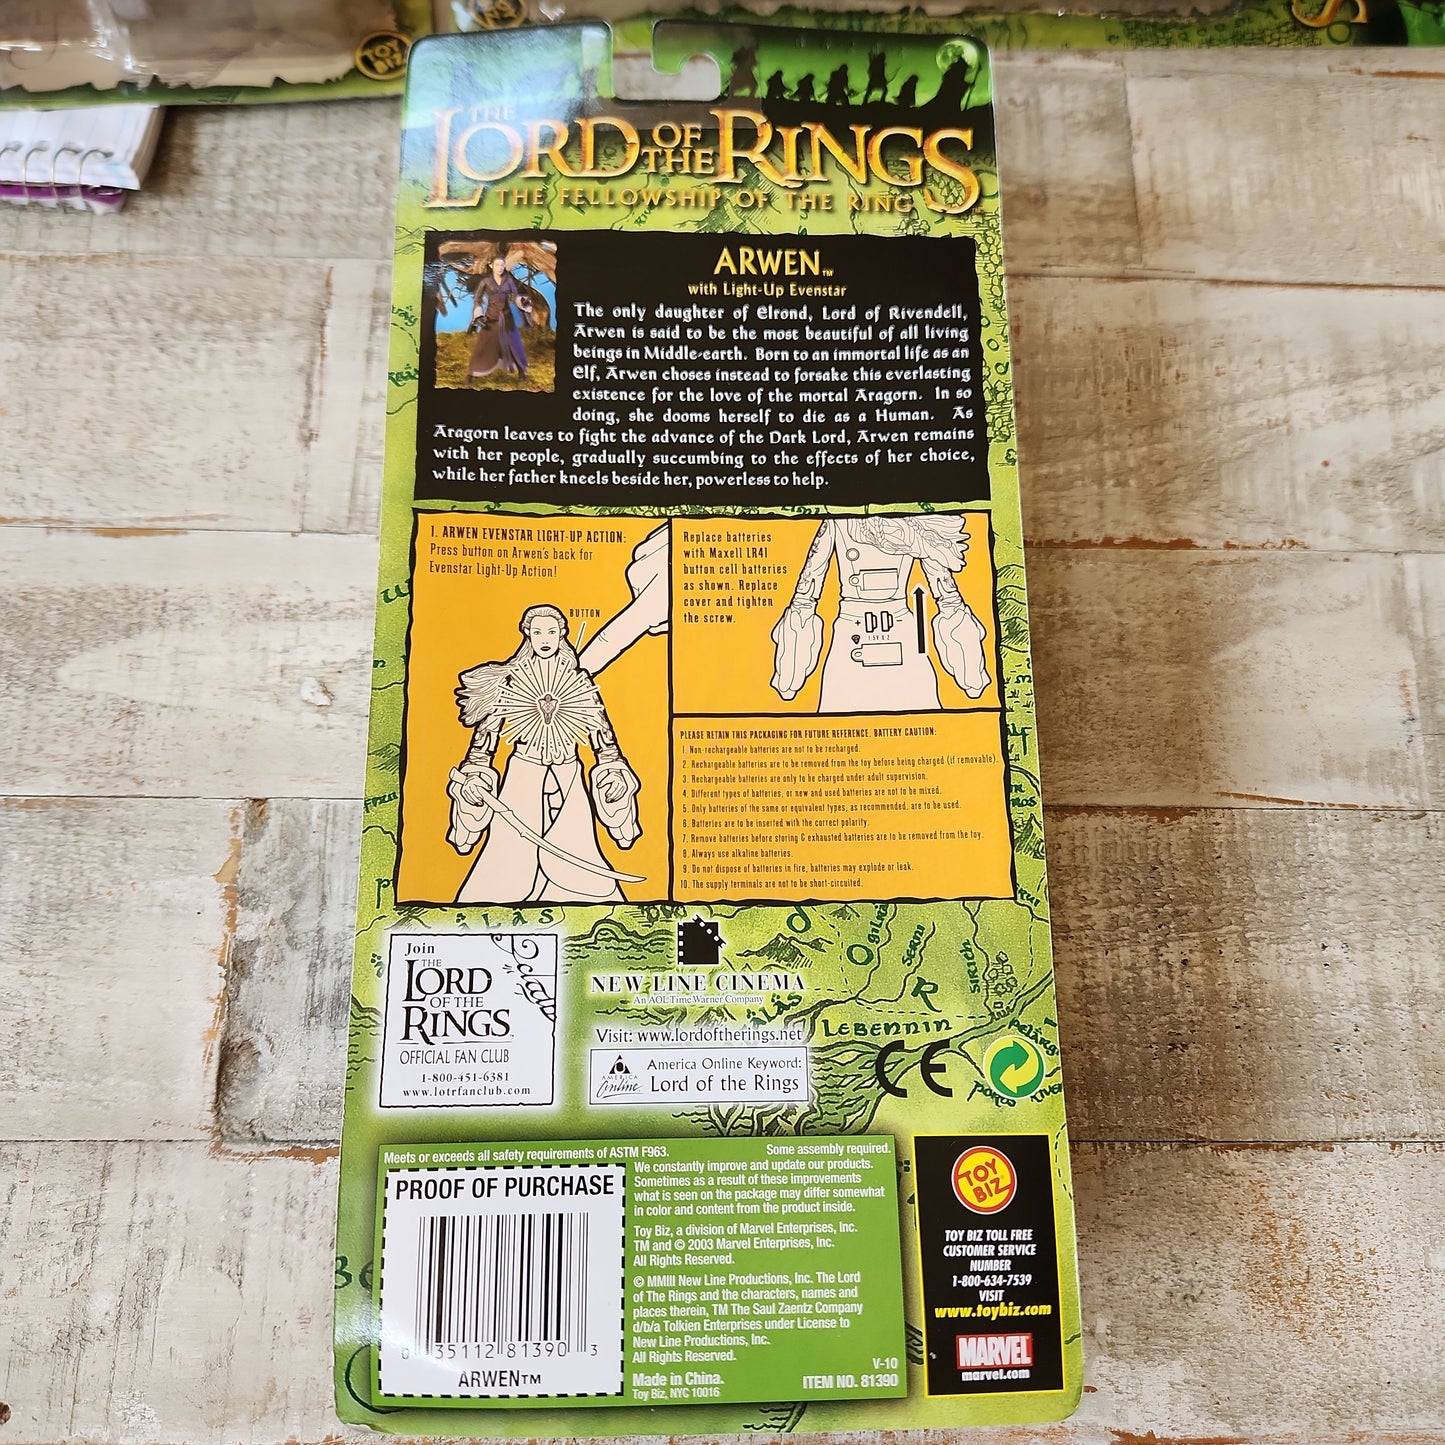 TOY
BIZ
THE
LORD OF THE RINGS
THE FELLOWSHIP OF THE RING
ARWEN™
with Light-Up Evenstar
The only daughter of Elrond, Lord of Rivendell,
Arwen is said to be the most beautiful of all living
beings in Middle-earth. Born to an immortal life as an
Elf, Arwen choses instead to forsake this everlasting
existence for the love of the mortal Aragorn. In so
doing, she dooms herself to die as a Human. As
Aragorn leaves to fight the advance of the Dark Lord, Arwen remains
with her people, gradually succumbing to the effects of her choice,
while her father kneels beside her, powerless to help.
1. ARWEN EVENSTAR LIGHT-UP ACTION:
Press button on Arwen's back for
Evenstar Light-Up Action!
BUTTON
Replace batteries
with Maxell LR41
button cell batteries
as shown. Replace
cover and tighten
the screw.
+
1.5V X 2
PLEASE RETAIN THIS PACKAGING FOR FUTURE REFERENCE. BATTERY CAUTION:
1. Non-rechargeable batteries are not to be recharged.
2. Rechargeable batteries are to be removed from the toy before being charged (if removable).
3. Rechargeable batteries are only to be charged under adult supervision.
4. Different types of batteries, or new and used batteries are not to be mixed.
5. Only batteries of the same or equivalent types, as recommended, are to be used.
6. Batteries are to be inserted with the correct polarity.
7. Remove batteries before storing & exhausted batteries are to be removed from the toy.
8. Always use alkaline batteries.
9. Do not dispose of batteries in fire, batteries may explode or leak.
10. The supply terminals are not to be short-circuited.
Join
THE
LORD
OF THE
RINGS
OFFICIAL FAN CLUB
1-800-451-6381
www.lotrfanclub.com
NEW LINE CINEMA
An AOL Time Warner Company
Visit: www.lordoftherings.net
AMERICA
Online
America Online Keyword:
Lord of the Rings
LEBENNIN
CE
Meets or exceeds all safety requirements of ASTM F963.
Some assembly required.
PROOF OF PURCHASE
0 35112 81390 3
ARWEN™
We constantly improve and update our products.
Sometimes as a result of these improvements
what is seen on the package may differ somewhat
in color and content from the product inside.
Toy Biz, a division of Marvel Enterprises, Inc.
TM and © 2003 Marvel Enterprises, Inc.
All Rights Reserved.
© MMIII New Line Productions, Inc. The Lord
of The Rings and the characters, names and
places therein, TM The Saul Zaentz Company
d/b/a Tolkien Enterprises under License to
New Line Productions, Inc.
All Rights Reserved.
Made in China.
Toy Biz, NYC 10016
V-10
ITEM NO. 81390
TOY
BIZ
TOY BIZ TOLL FREE
CUSTOMER SERVICE
NUMBER
1-800-634-7539
VISIT
www.toybiz.com
MARVEL
marvel.com